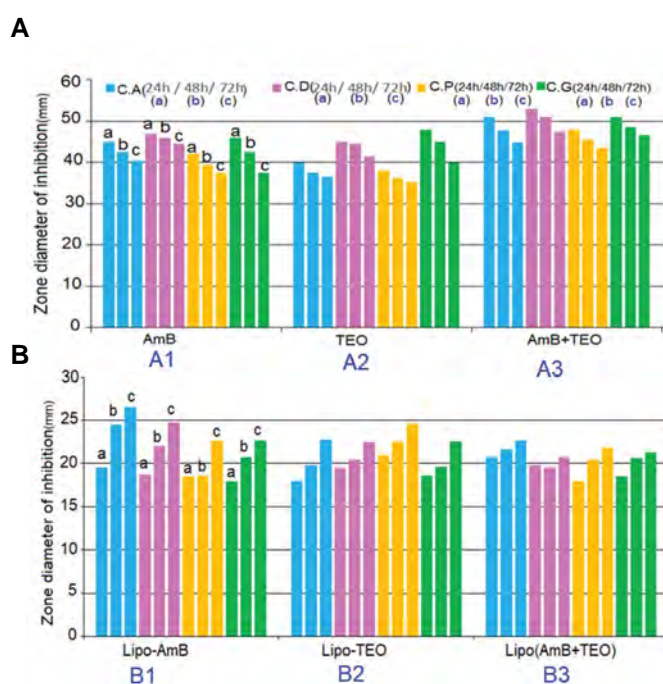 A
Zone diameter of inhibition(mm)
60
50
40
30
20
10
0
C.A(24h / 48h/ 72h) C.D(24h/ 48h/ 72h) C.P(24h/48h/72h) C.G(24h/48h/72h)
(a) (b) (c) (a) (b) (c) (a) (b) (c) (a) (b) (c)
a b c a b c a b c a b c
AmB TEO AmB+TEO
A1 A2 A3
B
Zone diameter of inhibition(mm)
30
25
20
15
10
5
0
a b c a b c a b c a b c
Lipo-AmB Lipo-TEO Lipo(AmB+TEO)
B1 B2 B3